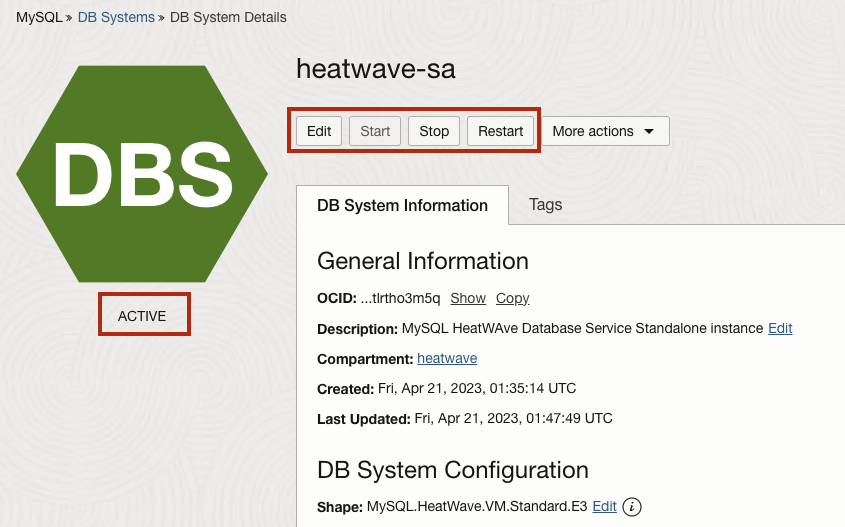 MySQL » DB Systems » DB System Details
DBS
ACTIVE
heatwave-sa
Edit Start Stop Restart More actions
DB System Information Tags
General Information
OCID: ...tlrtho3m5q Show Copy
Description: MySQL HeatWAve Database Service Standalone instance Edit
Compartment: heatwave
Created: Fri, Apr 21, 2023, 01:35:14 UTC
Last Updated: Fri, Apr 21, 2023, 01:47:49 UTC
DB System Configuration
Shape: MySQL.HeatWave.VM.Standard.E3 Edit i